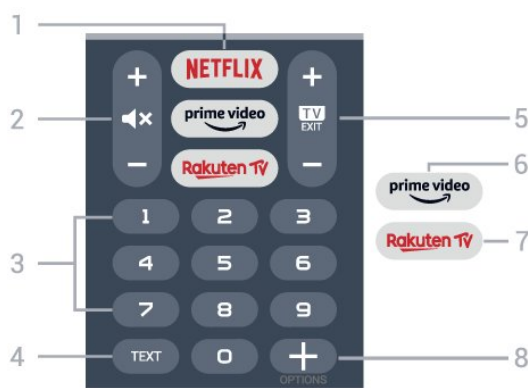 1
+ NETFLIX +
2 prime video TV EXIT 5
- Rakuten TV -
6
prime video
1 2 3
Rakuten TV 7
3
4 5 6
7 8 9
4 TEXT 0 + 8
OPTIONS